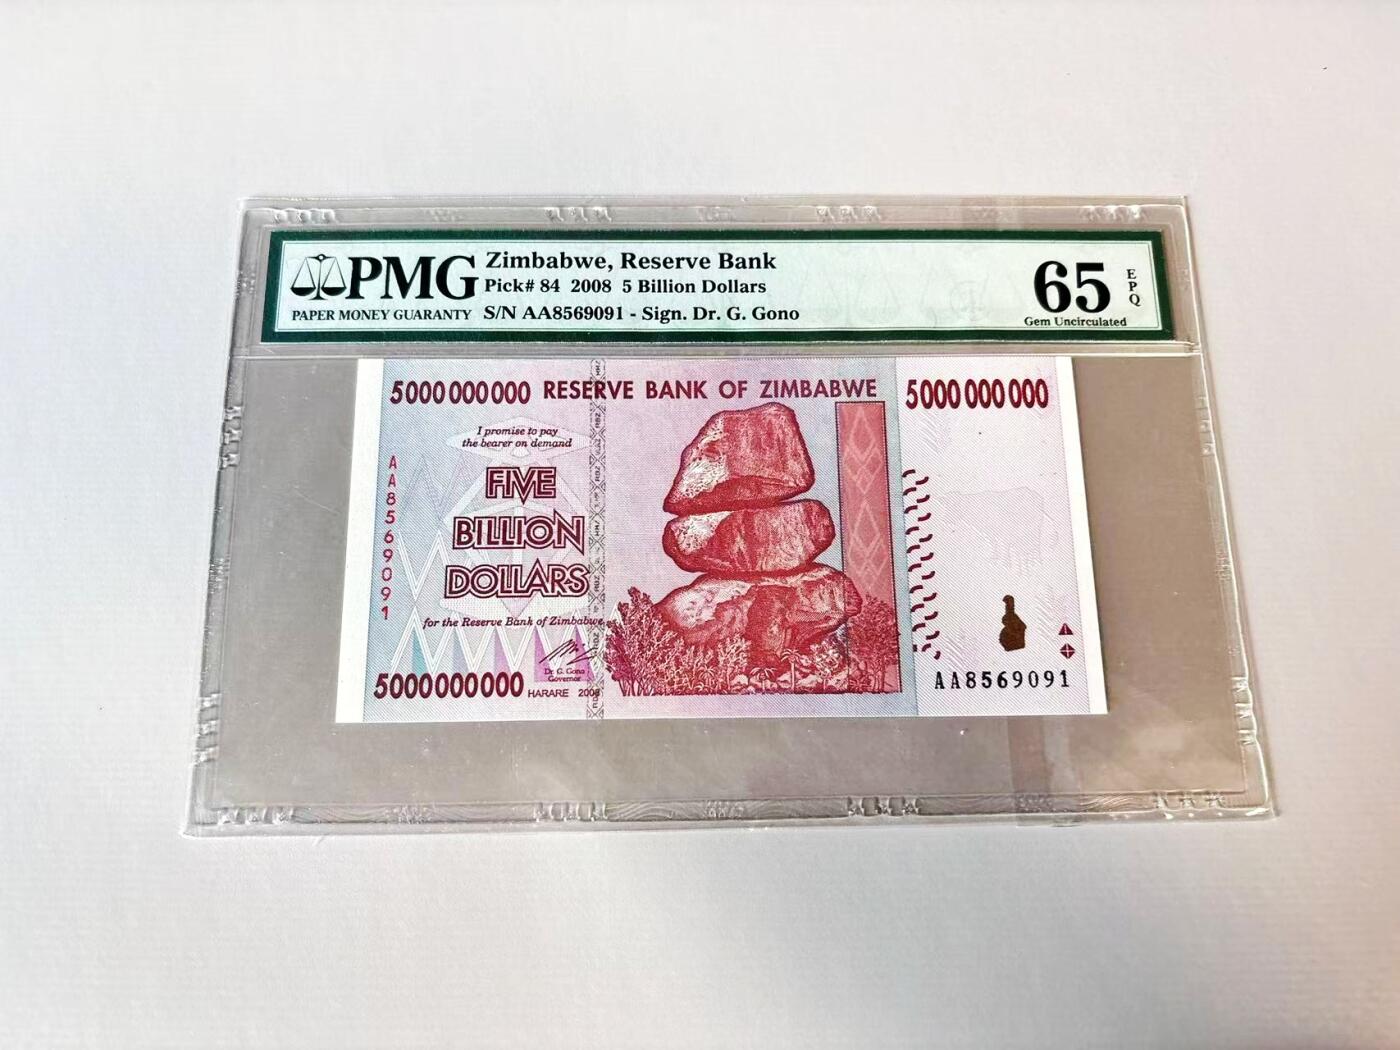 PMG
PAPER MONEY GUARANTY
Zimbabwe, Reserve Bank
Pick# 84 2008 5 Billion Dollars
S/N AA8569091 - Sign. Dr. G. Gono
65
EPQ
Gem Uncirculated
5000000000 RESERVE BANK OF ZIMBABWE 5000000000
I promise to pay
the bearer on demand
AA8569091
FIVE
BILLION
DOLLARS
for the Reserve Bank of Zimbabwe
Dr G. Gono
Governor
5000000000 HARARE 2008
AA8569091